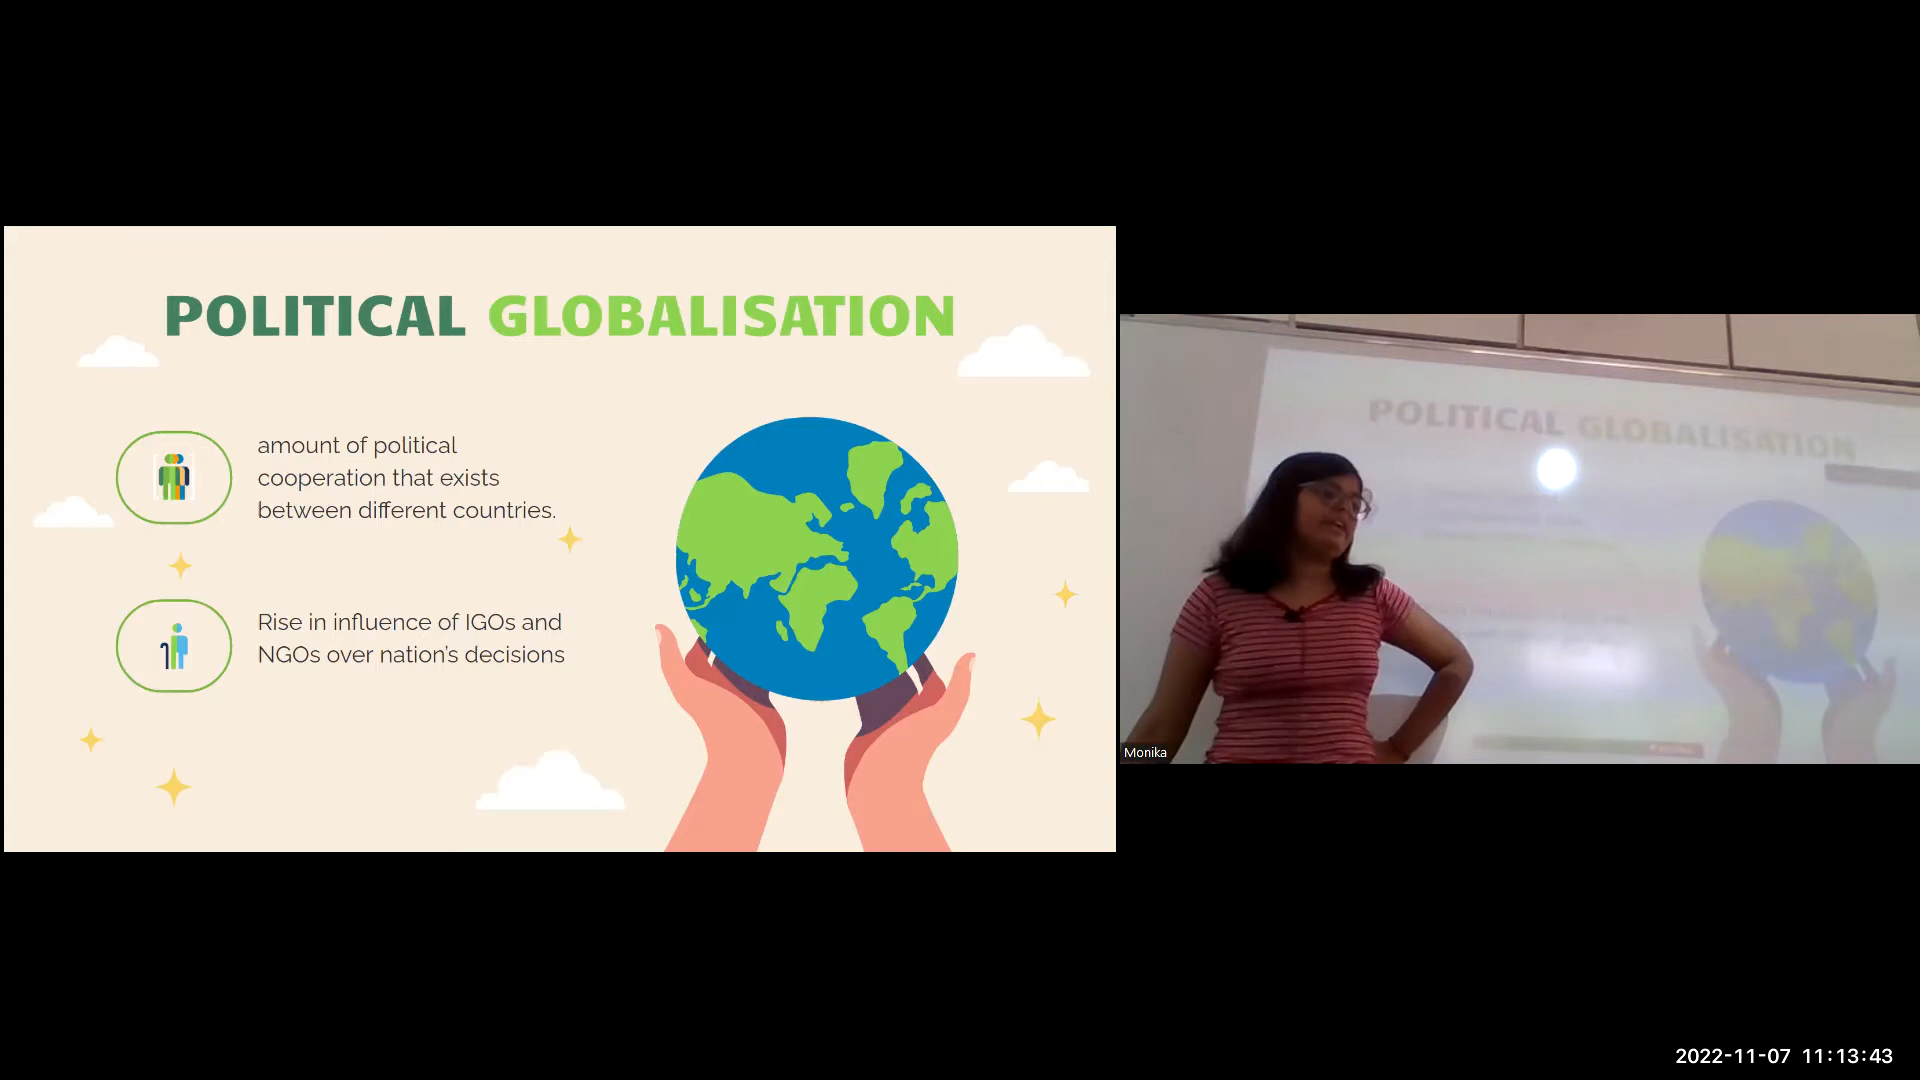 POLITICAL GLOBALISATION
amount of political
cooperation that exists
between different countries.
Rise in influence of IGOs and
NGOs over nation's decisions
POLITICAL GLOBALISATION
Monika
2022-11-07 11:13:43